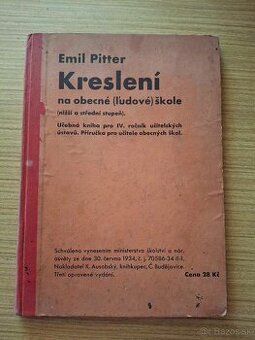 Emil Pitter
Kreslení
na obecné (ľudové) škole
(nižší a střední stupeň).
Učebná kniha pro IV. ročník učitelských
ústavů. Příručka pro učitele obecných škol.
Schváleno vynesením ministerstva školství a nár.
osvěty ze dne 30. června 1934, č. j. 70586-34 II-1.
Nakladatel K. Ausobský, knihkupec, Č. Budějovice.
Třetí opravené vydání.
Cena 28 Kč